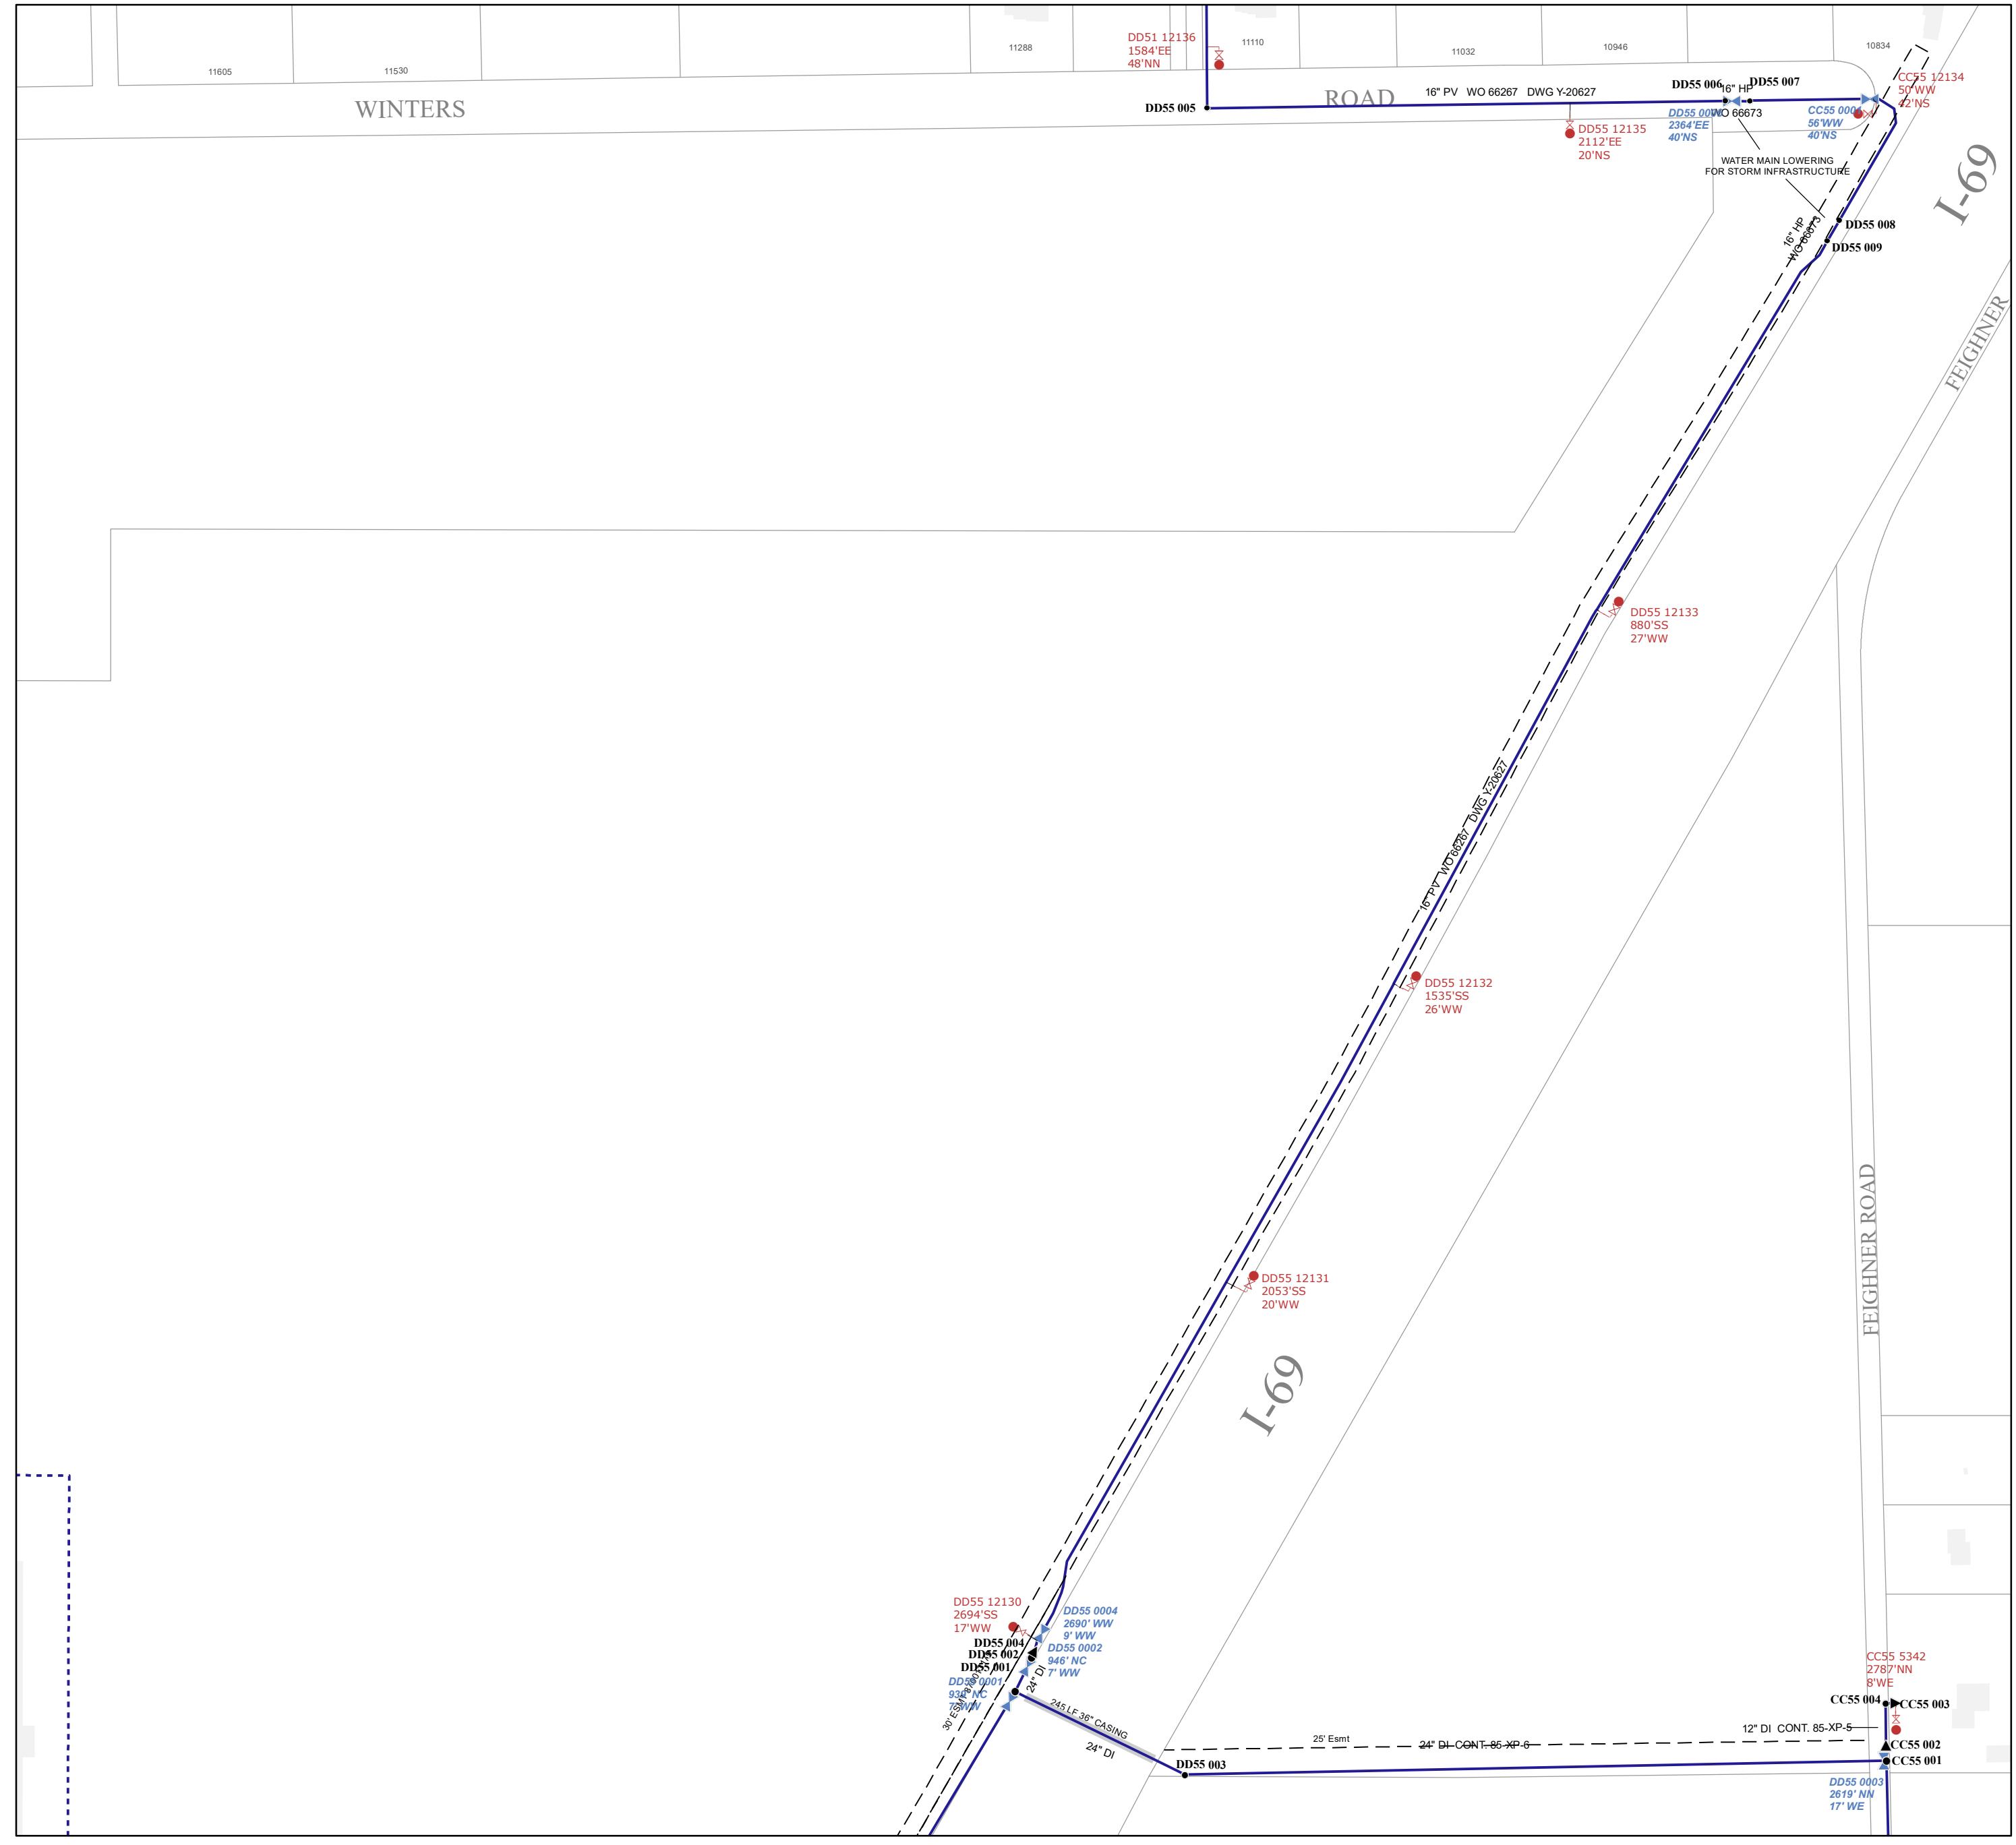 11605
11530
WINTERS
11288
DD51 12136
1584'EE
48'NN
11110
11032
10946
10834
ROAD
16" PV WO 66267 DWG Y-20627
DD55 005
DD55 006
16" HP
DD55 007
WO 66673
2364'EE
40'NS
56'WW
40'NS
CC55 12134
50'WW
42'NS
DD55 12135
2112'EE
20'NS
WATER MAIN LOWERING
FOR STORM INFRASTRUCTURE
I-69
16" HP
WO 66673
DD55 008
DD55 009
FEIGHNER
DD55 12133
880'SS
27'WW
16" PV WO 66267 DWG Y-20627
DD55 12132
1535'SS
26'WW
FEIGHNER ROAD
DD55 12131
2053'SS
20'WW
I-69
DD55 12130
2694'SS
17'WW
DD55 0004
2690' WW
9' WW
DD55 004
DD55 002
DD55 001
DD55 0002
946' NC
7' WW
DD55 0001
24" DI
30' ESMT
245 LF 36" CASING
24" DI
DD55 003
25' Esmt
24" DI CONT. 85-XP-6
12" DI CONT. 85-XP-5
CC55 5342
2787'NN
8'WE
CC55 004
CC55 003
CC55 002
CC55 001
DD55 0003
2619' NN
17' WE